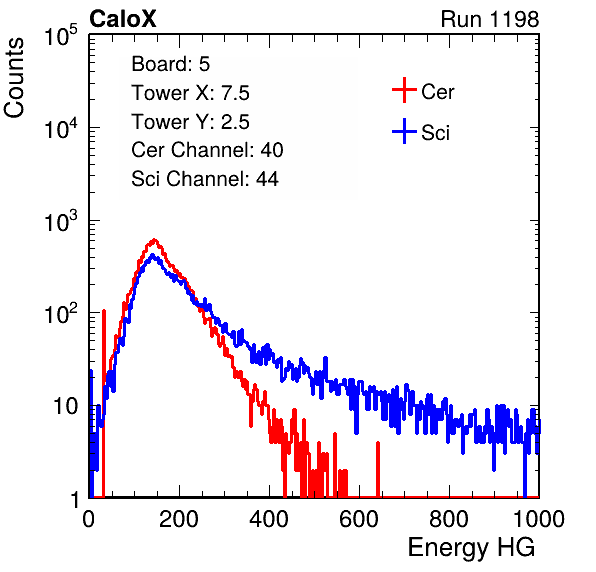 CaloX Run 1198
Counts
Board: 5
Tower X: 7.5
Tower Y: 2.5
Cer Channel: 40
Sci Channel: 44
Cer
Sci
10^5
10^4
10^3
10^2
10
1
0 200 400 600 800 1000
Energy HG